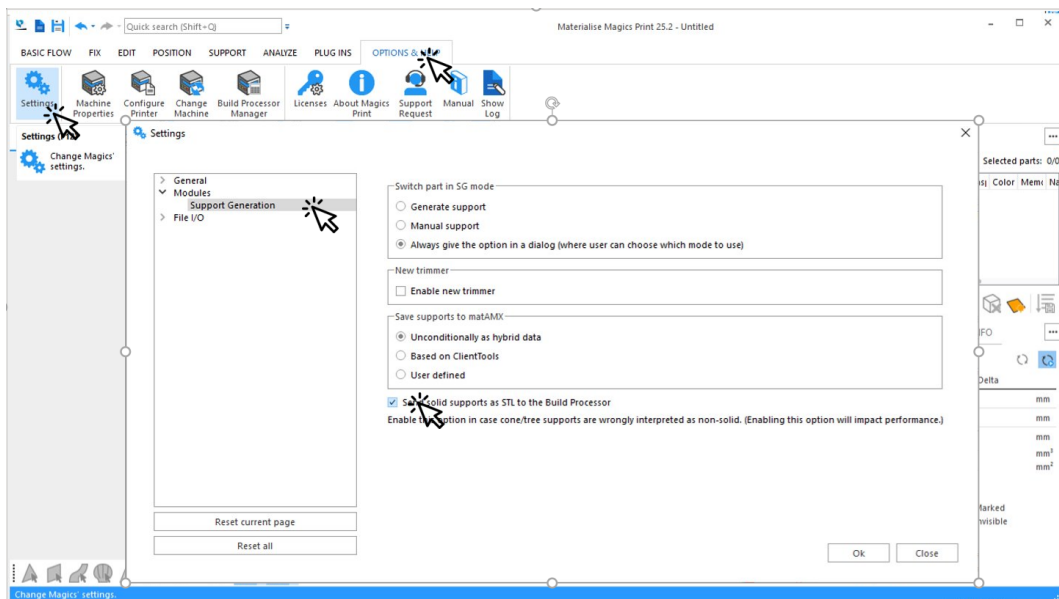 Quick search (Shift+Q)
Materialise Magics Print 25.2 - Untitled
BASIC FLOW FIX EDIT POSITION SUPPORT ANALYZE PLUG INS OPTIONS &
Settings
Machine Properties
Configure Printer
Change Machine
Build Processor Manager
Licenses
About Magics Print
Support Request
Manual
Show Log
Settings
Change Magics'
settings.
Settings
Selected parts: 0/0
Color
General
Modules
Support Generation
File I/O
Switch part in SG mode
Generate support
Manual support
Always give the option in a dialog (where user can choose which mode to use)
New trimmer
Enable new trimmer
Save supports to matAMX
Unconditionally as hybrid data
Based on ClientTools
User defined
solid supports as STL to the Build Processor
Enable this option in case cone/tree supports are wrongly interpreted as non-solid. (Enabling this option will impact performance.)
Delta
mm
mm
mm
mm³
mm²
Reset current page
Reset all
Ok
Close
Change Magics' settings.